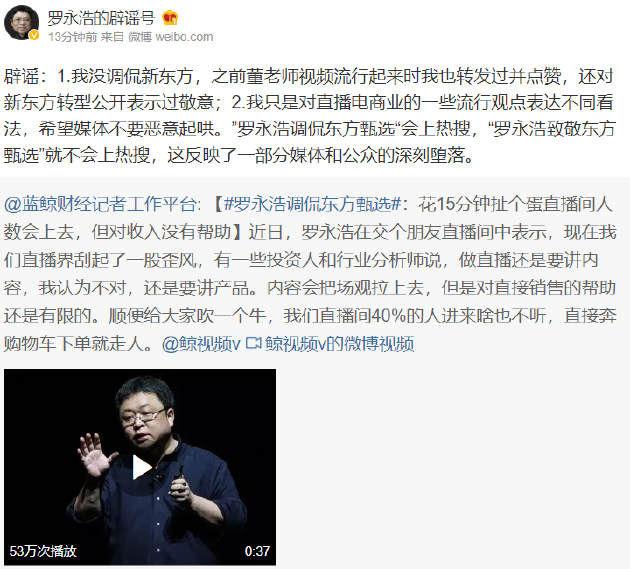 罗永浩的辟谣号
13分钟前 来自 微博 weibo.com
辟谣：1.我没调侃新东方，之前董老师视频流行起来时我也转发过并点赞，还对
新东方转型公开表示过敬意；2.我只是对直播电商业的一些流行观点表达不同看
法，希望媒体不要恶意起哄。”罗永浩调侃东方甄选“会上热搜，“罗永浩致敬东方
甄选”就不会上热搜，这反映了一部分媒体和公众的深刻堕落。
@蓝鲸财经记者工作平台:【#罗永浩调侃东方甄选#：花15分钟扯个蛋直播间人
数会上去，但对收入没有帮助】近日，罗永浩在交个朋友直播间中表示，现在我
们直播界刮起了一股歪风，有一些投资人和行业分析师说，做直播还是要讲内
容，我认为不对，还是要讲产品。内容会把场观拉上去，但是对直接销售的帮助
还是有限的。顺便给大家吹一个牛，我们直播间40%的人进来啥也不听，直接奔
购物车下单就走人。@鲸视频v 鲸视频v的微博视频
53万次播放
0:37